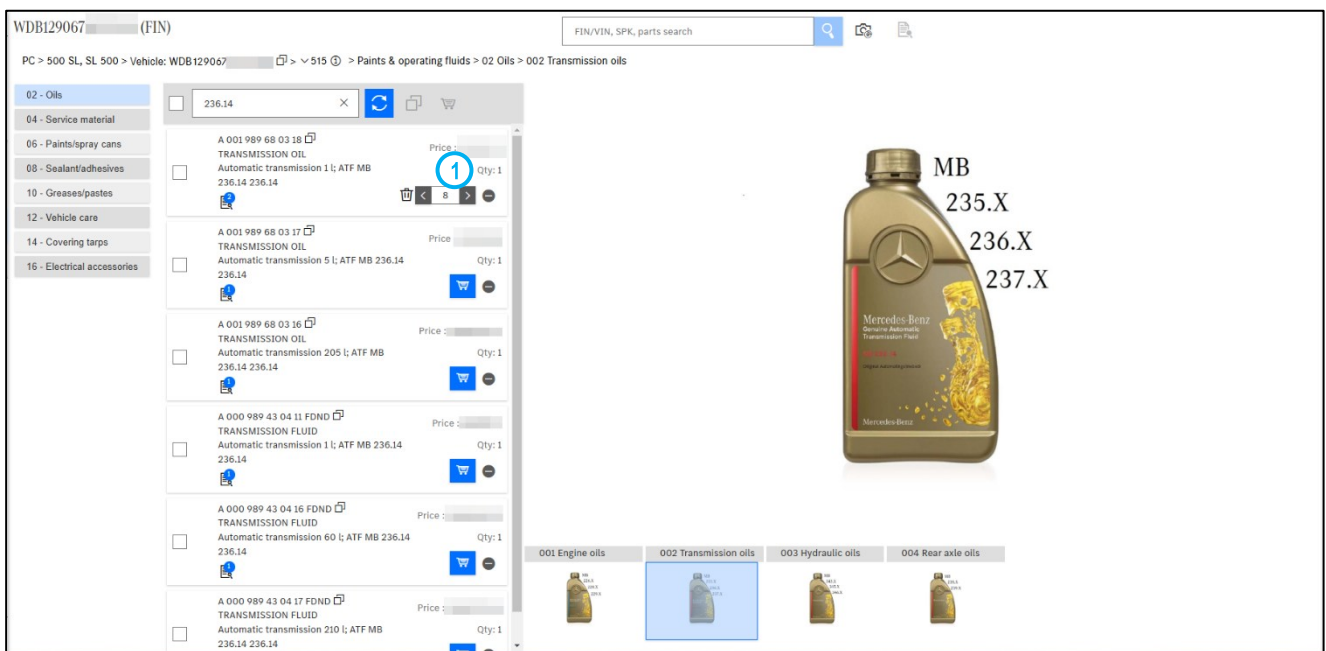 WDB129067 (FIN)
FIN/VIN, SPK, parts search
PC > 500 SL, SL 500 > Vehicle: WDB129067 > 515 > Paints & operating fluids > 02 Oils > 002 Transmission oils
02 - Oils
04 - Service material
06 - Paints/spray cans
08 - Sealant/adhesives
10 - Greases/pastes
12 - Vehicle care
14 - Covering tarps
16 - Electrical accessories
236.14
A 001 989 68 03 18
Price :
TRANSMISSION OIL
Automatic transmission 1 l; ATF MB
1
Qty: 1
236.14 236.14
2
8
A 001 989 68 03 17
Price
TRANSMISSION OIL
Automatic transmission 5 l; ATF MB 236.14
Qty: 1
236.14
1
A 001 989 68 03 16
Price :
TRANSMISSION OIL
Automatic transmission 205 l; ATF MB
Qty: 1
236.14 236.14
1
A 000 989 43 04 11 FDND
Price :
TRANSMISSION FLUID
Automatic transmission 1 l; ATF MB 236.14
Qty: 1
236.14
1
A 000 989 43 04 16 FDND
Price :
TRANSMISSION FLUID
Automatic transmission 60 l; ATF MB 236.14
Qty: 1
236.14
1
A 000 989 43 04 17 FDND
Price :
TRANSMISSION FLUID
Automatic transmission 210 l; ATF MB
Qty: 1
236.14 236.14
MB
235.X
236.X
237.X
Mercedes-Benz
Genuine Automatic
Transmission Fluid
Mercedes-Benz
001 Engine oils
002 Transmission oils
003 Hydraulic oils
004 Rear axle oils